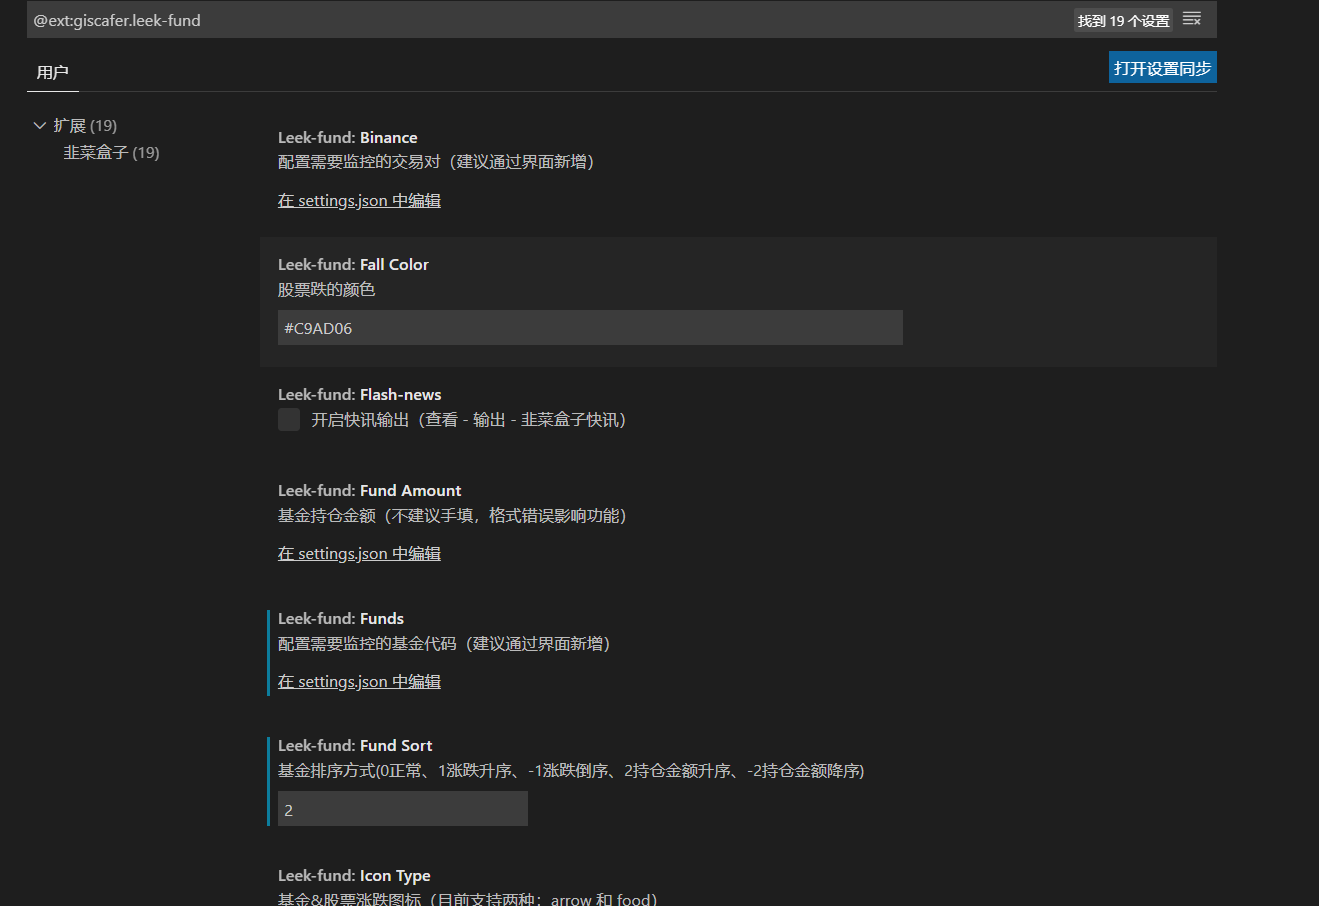 @ext:giscafer.leek-fund
找到 19 个设置
用户
打开设置同步
扩展 (19)
韭菜盒子 (19)
Leek-fund: Binance
配置需要监控的交易对（建议通过界面新增）
在 settings.json 中编辑
Leek-fund: Fall Color
股票跌的颜色
#C9AD06
Leek-fund: Flash-news
开启快讯输出（查看 - 输出 - 韭菜盒子快讯）
Leek-fund: Fund Amount
基金持仓金额（不建议手填，格式错误影响功能）
在 settings.json 中编辑
Leek-fund: Funds
配置需要监控的基金代码（建议通过界面新增）
在 settings.json 中编辑
Leek-fund: Fund Sort
基金排序方式(0正常、1涨跌升序、-1涨跌倒序、2持仓金额升序、-2持仓金额降序)
2
Leek-fund: Icon Type
基金&股票涨跌图标（目前支持两种：arrow 和 food）